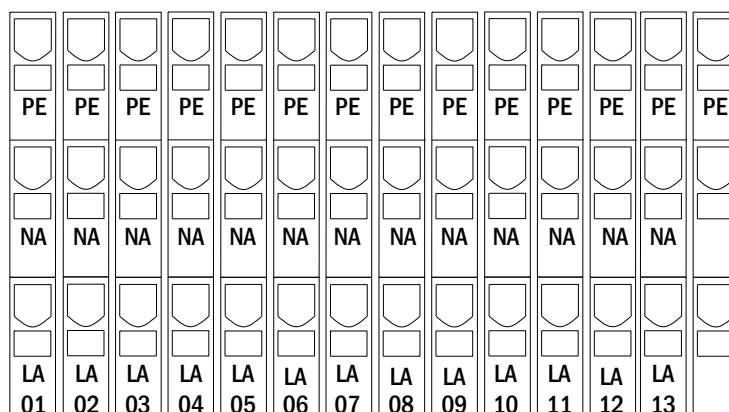 PE PE PE PE PE PE PE PE PE PE PE PE PE PE
NA NA NA NA NA NA NA NA NA NA NA NA NA
LA LA LA LA LA LA LA LA LA LA LA LA LA
01 02 03 04 05 06 07 08 09 10 11 12 13